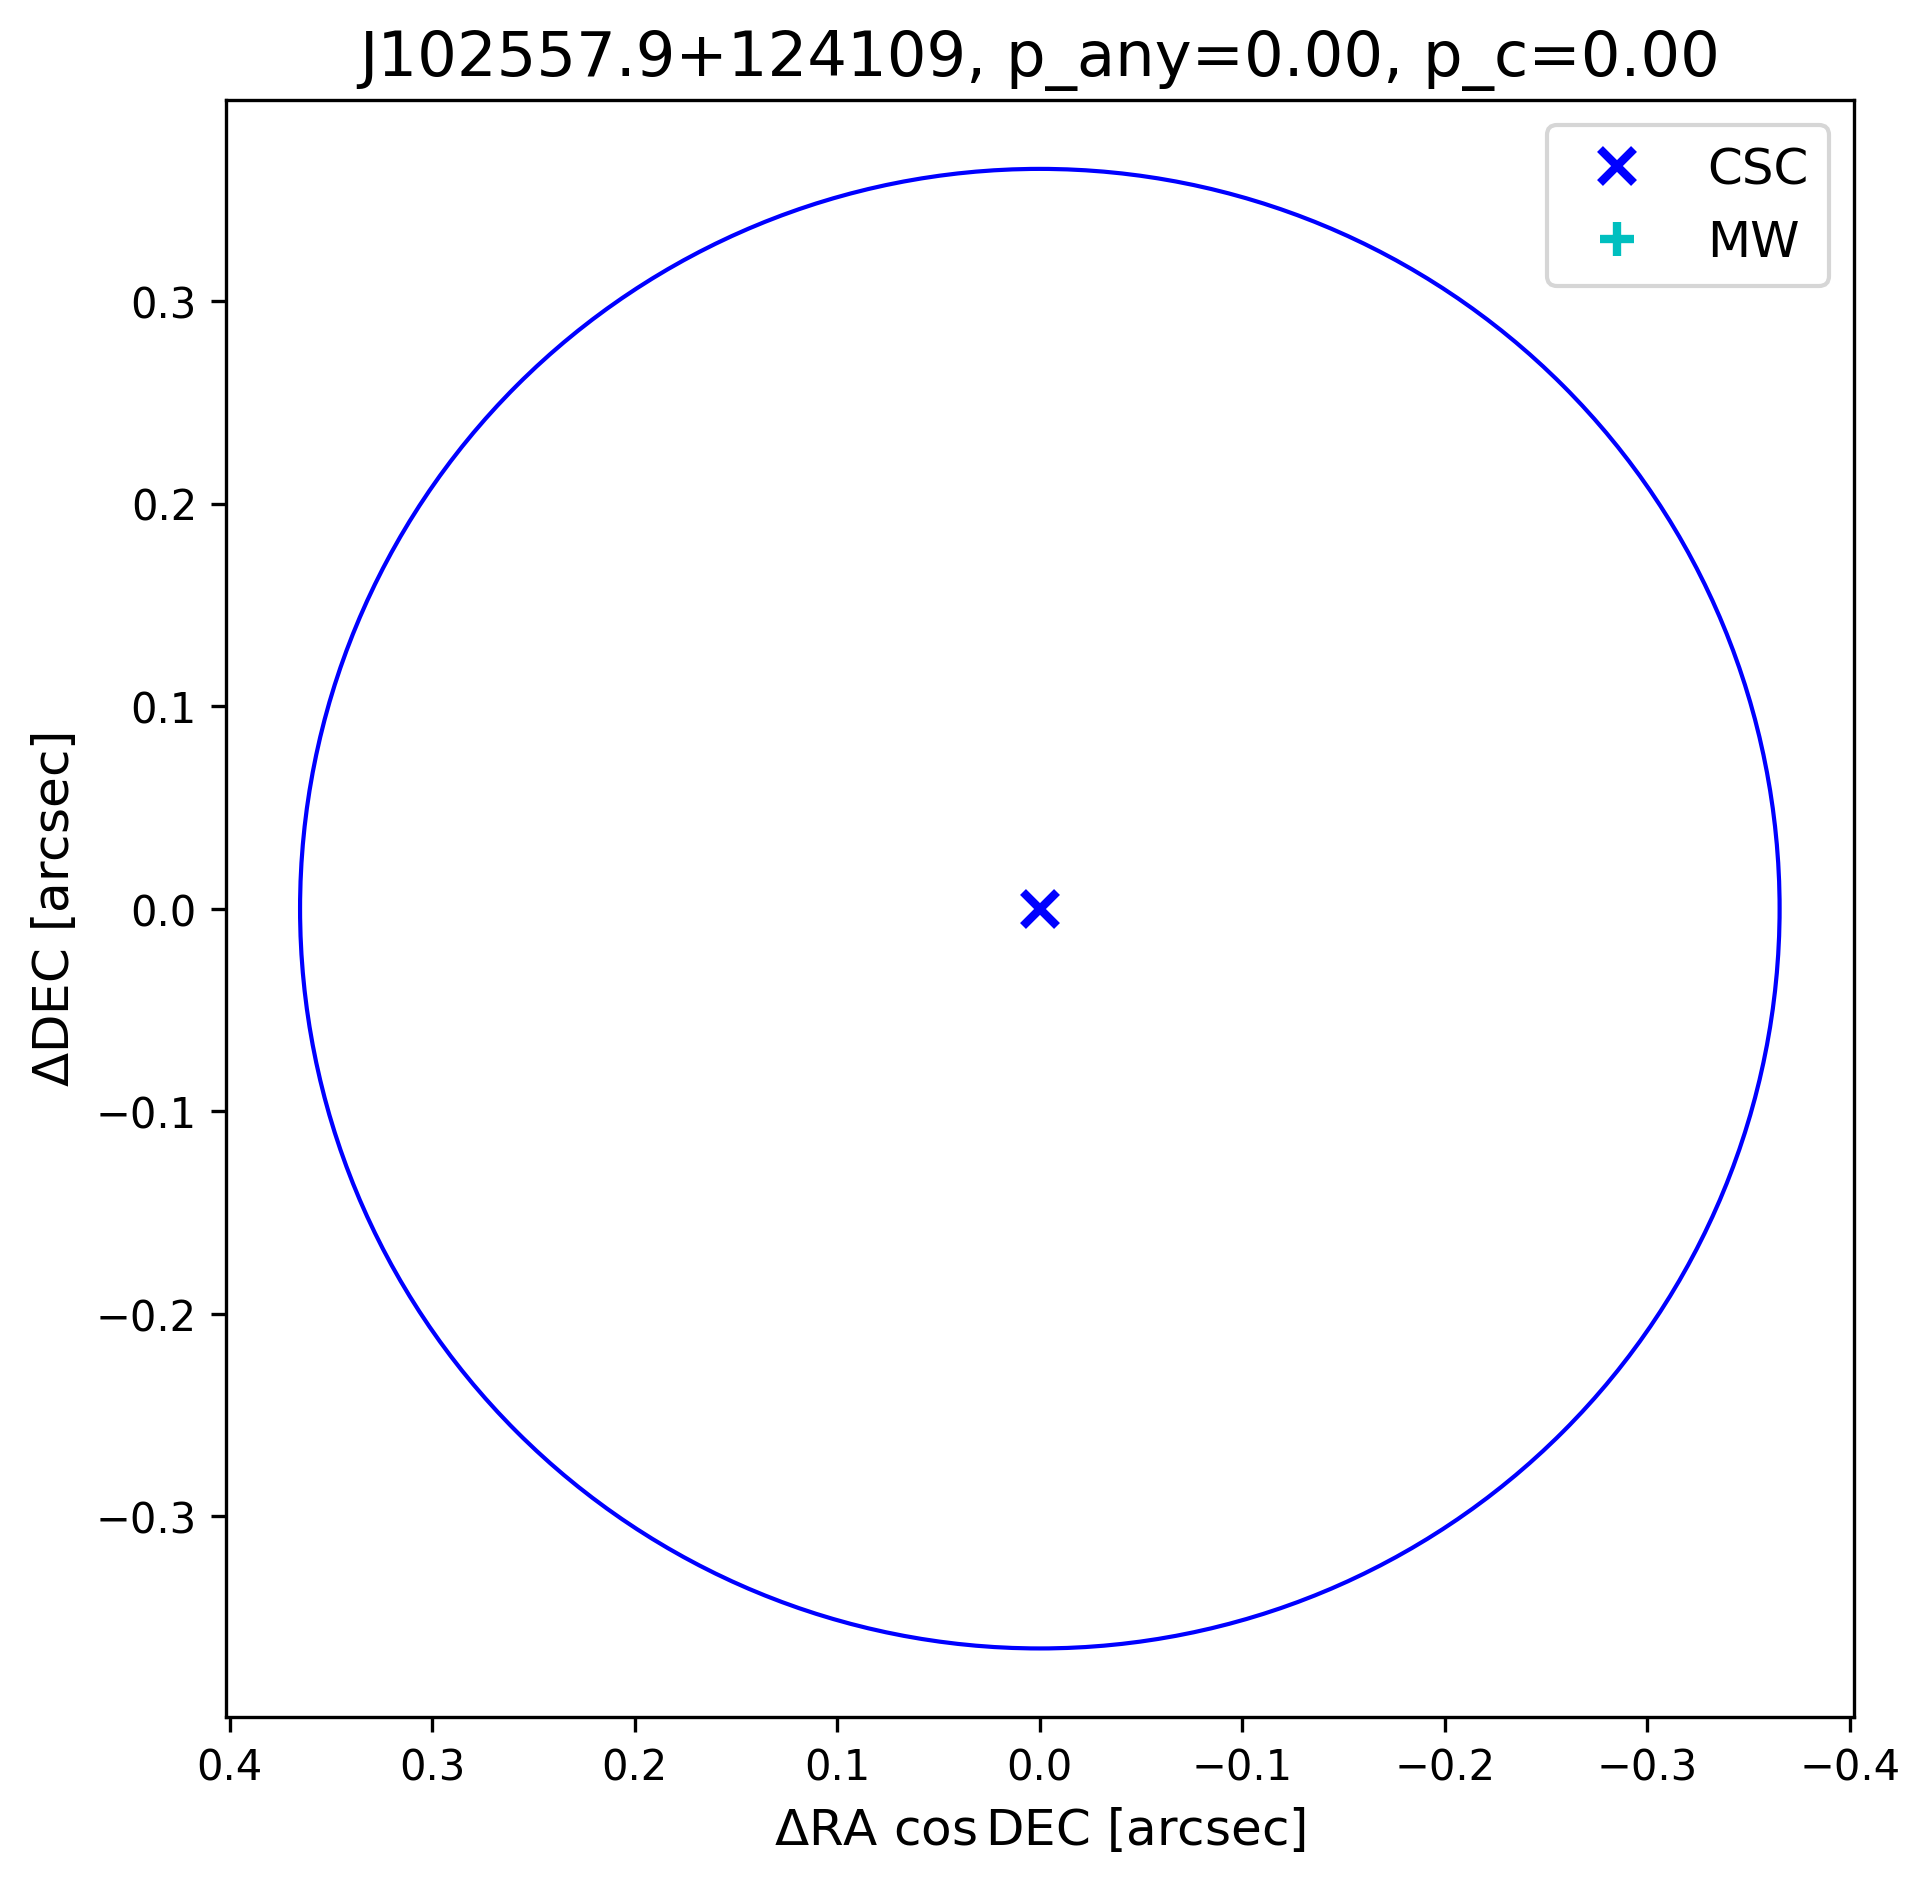 J102557.9+124109, p_any=0.00, p_c=0.00
CSC
MW
0.3
0.2
0.1
0.0
−0.1
−0.2
−0.3
ΔDEC [arcsec]
0.4 0.3 0.2 0.1 0.0 −0.1 −0.2 −0.3 −0.4
ΔRA cos DEC [arcsec]